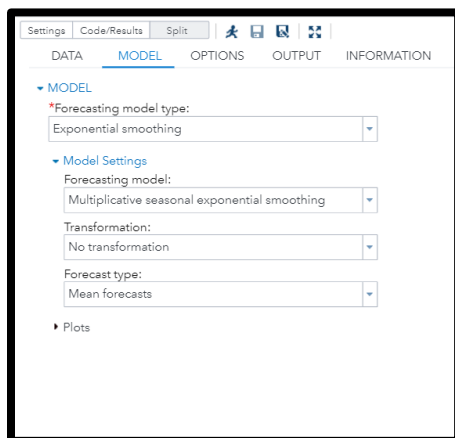 Settings Code/Results Split
DATA MODEL OPTIONS OUTPUT INFORMATION
MODEL
*Forecasting model type:
Exponential smoothing
Model Settings
Forecasting model:
Multiplicative seasonal exponential smoothing
Transformation:
No transformation
Forecast type:
Mean forecasts
Plots